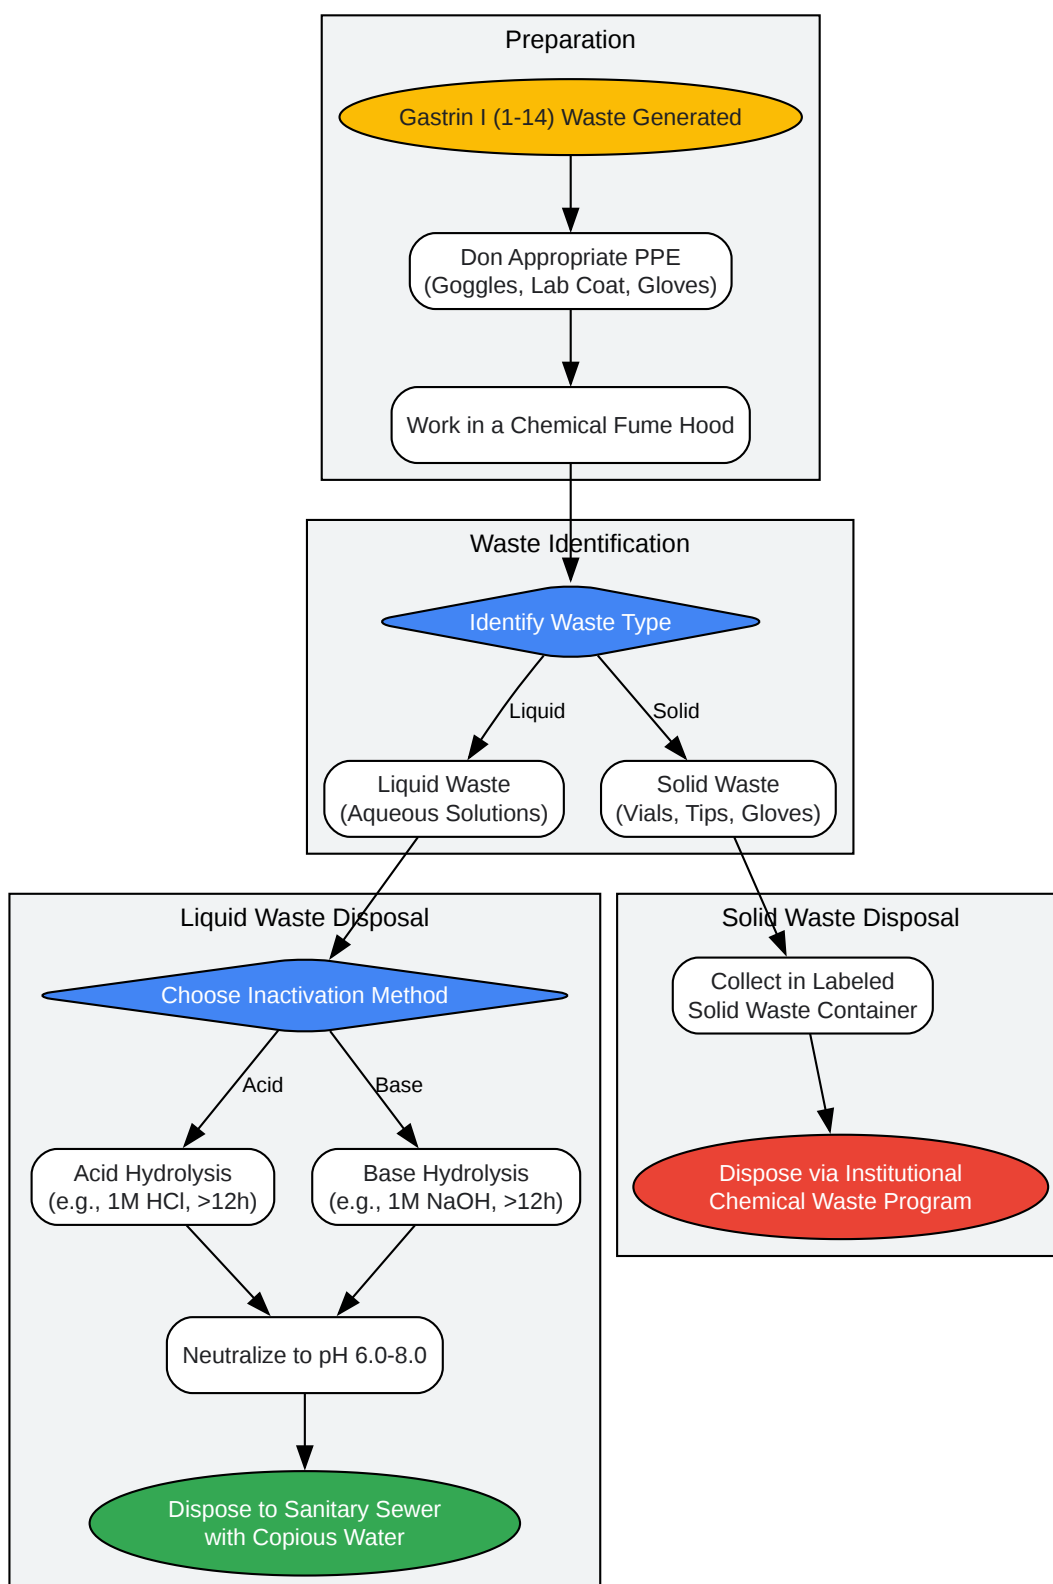 Preparation
Gastrin I (1-14) Waste Generated
Don Appropriate PPE
(Goggles, Lab Coat, Gloves)
Work in a Chemical Fume Hood
Waste Identification
Identify Waste Type
Liquid
Solid
Liquid Waste
(Aqueous Solutions)
Solid Waste
(Vials, Tips, Gloves)
Liquid Waste Disposal
Choose Inactivation Method
Acid
Base
Acid Hydrolysis
(e.g., 1M HCl, >12h)
Base Hydrolysis
(e.g., 1M NaOH, >12h)
Neutralize to pH 6.0-8.0
Dispose to Sanitary Sewer
with Copious Water
Solid Waste Disposal
Collect in Labeled
Solid Waste Container
Dispose via Institutional
Chemical Waste Program